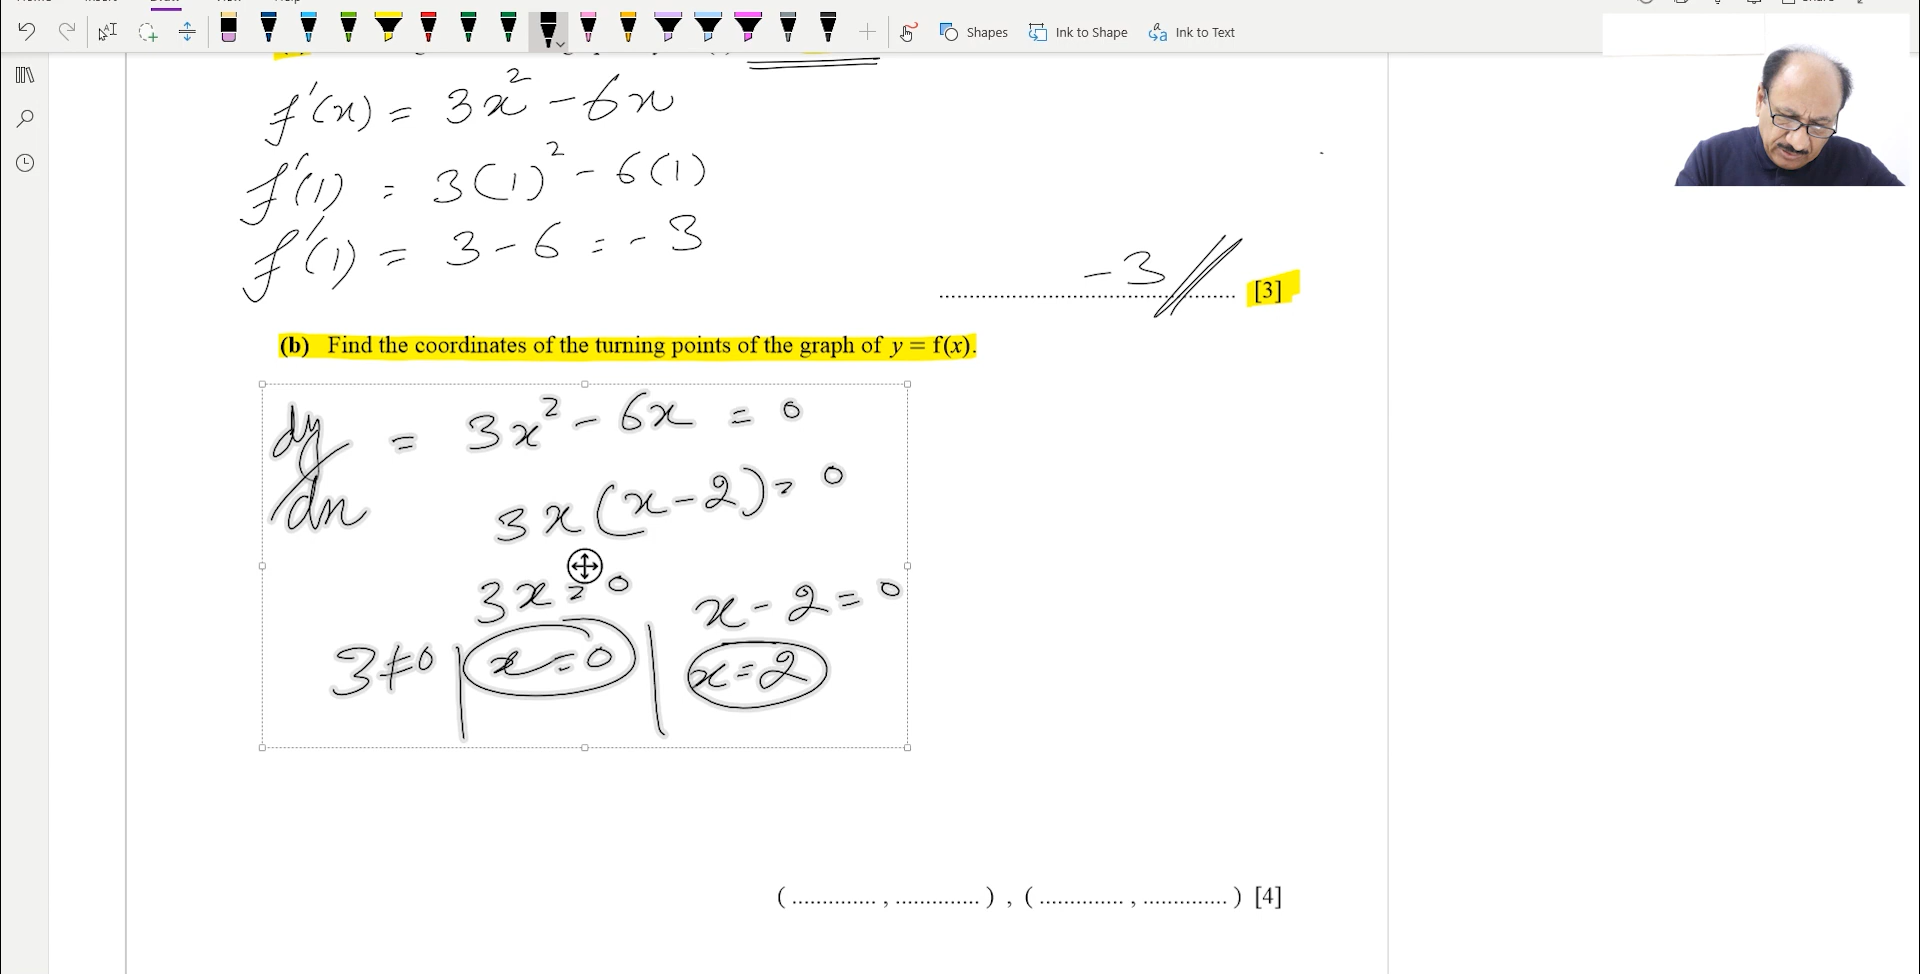 Shapes Ink to Shape Ink to Text
f'(x) = 3x² - 6x
f'(1) = 3(1)² - 6(1)
f'(1) = 3 - 6 = -3
-3
[3]
(b) Find the coordinates of the turning points of the graph of y = f(x).
dy/dx = 3x² - 6x = 0
3x(x-2) = 0
3x = 0 x - 2 = 0
3 ≠ 0 | x = 0 | x = 2
( .............. , .............. ) , ( .............. , .............. ) [4]